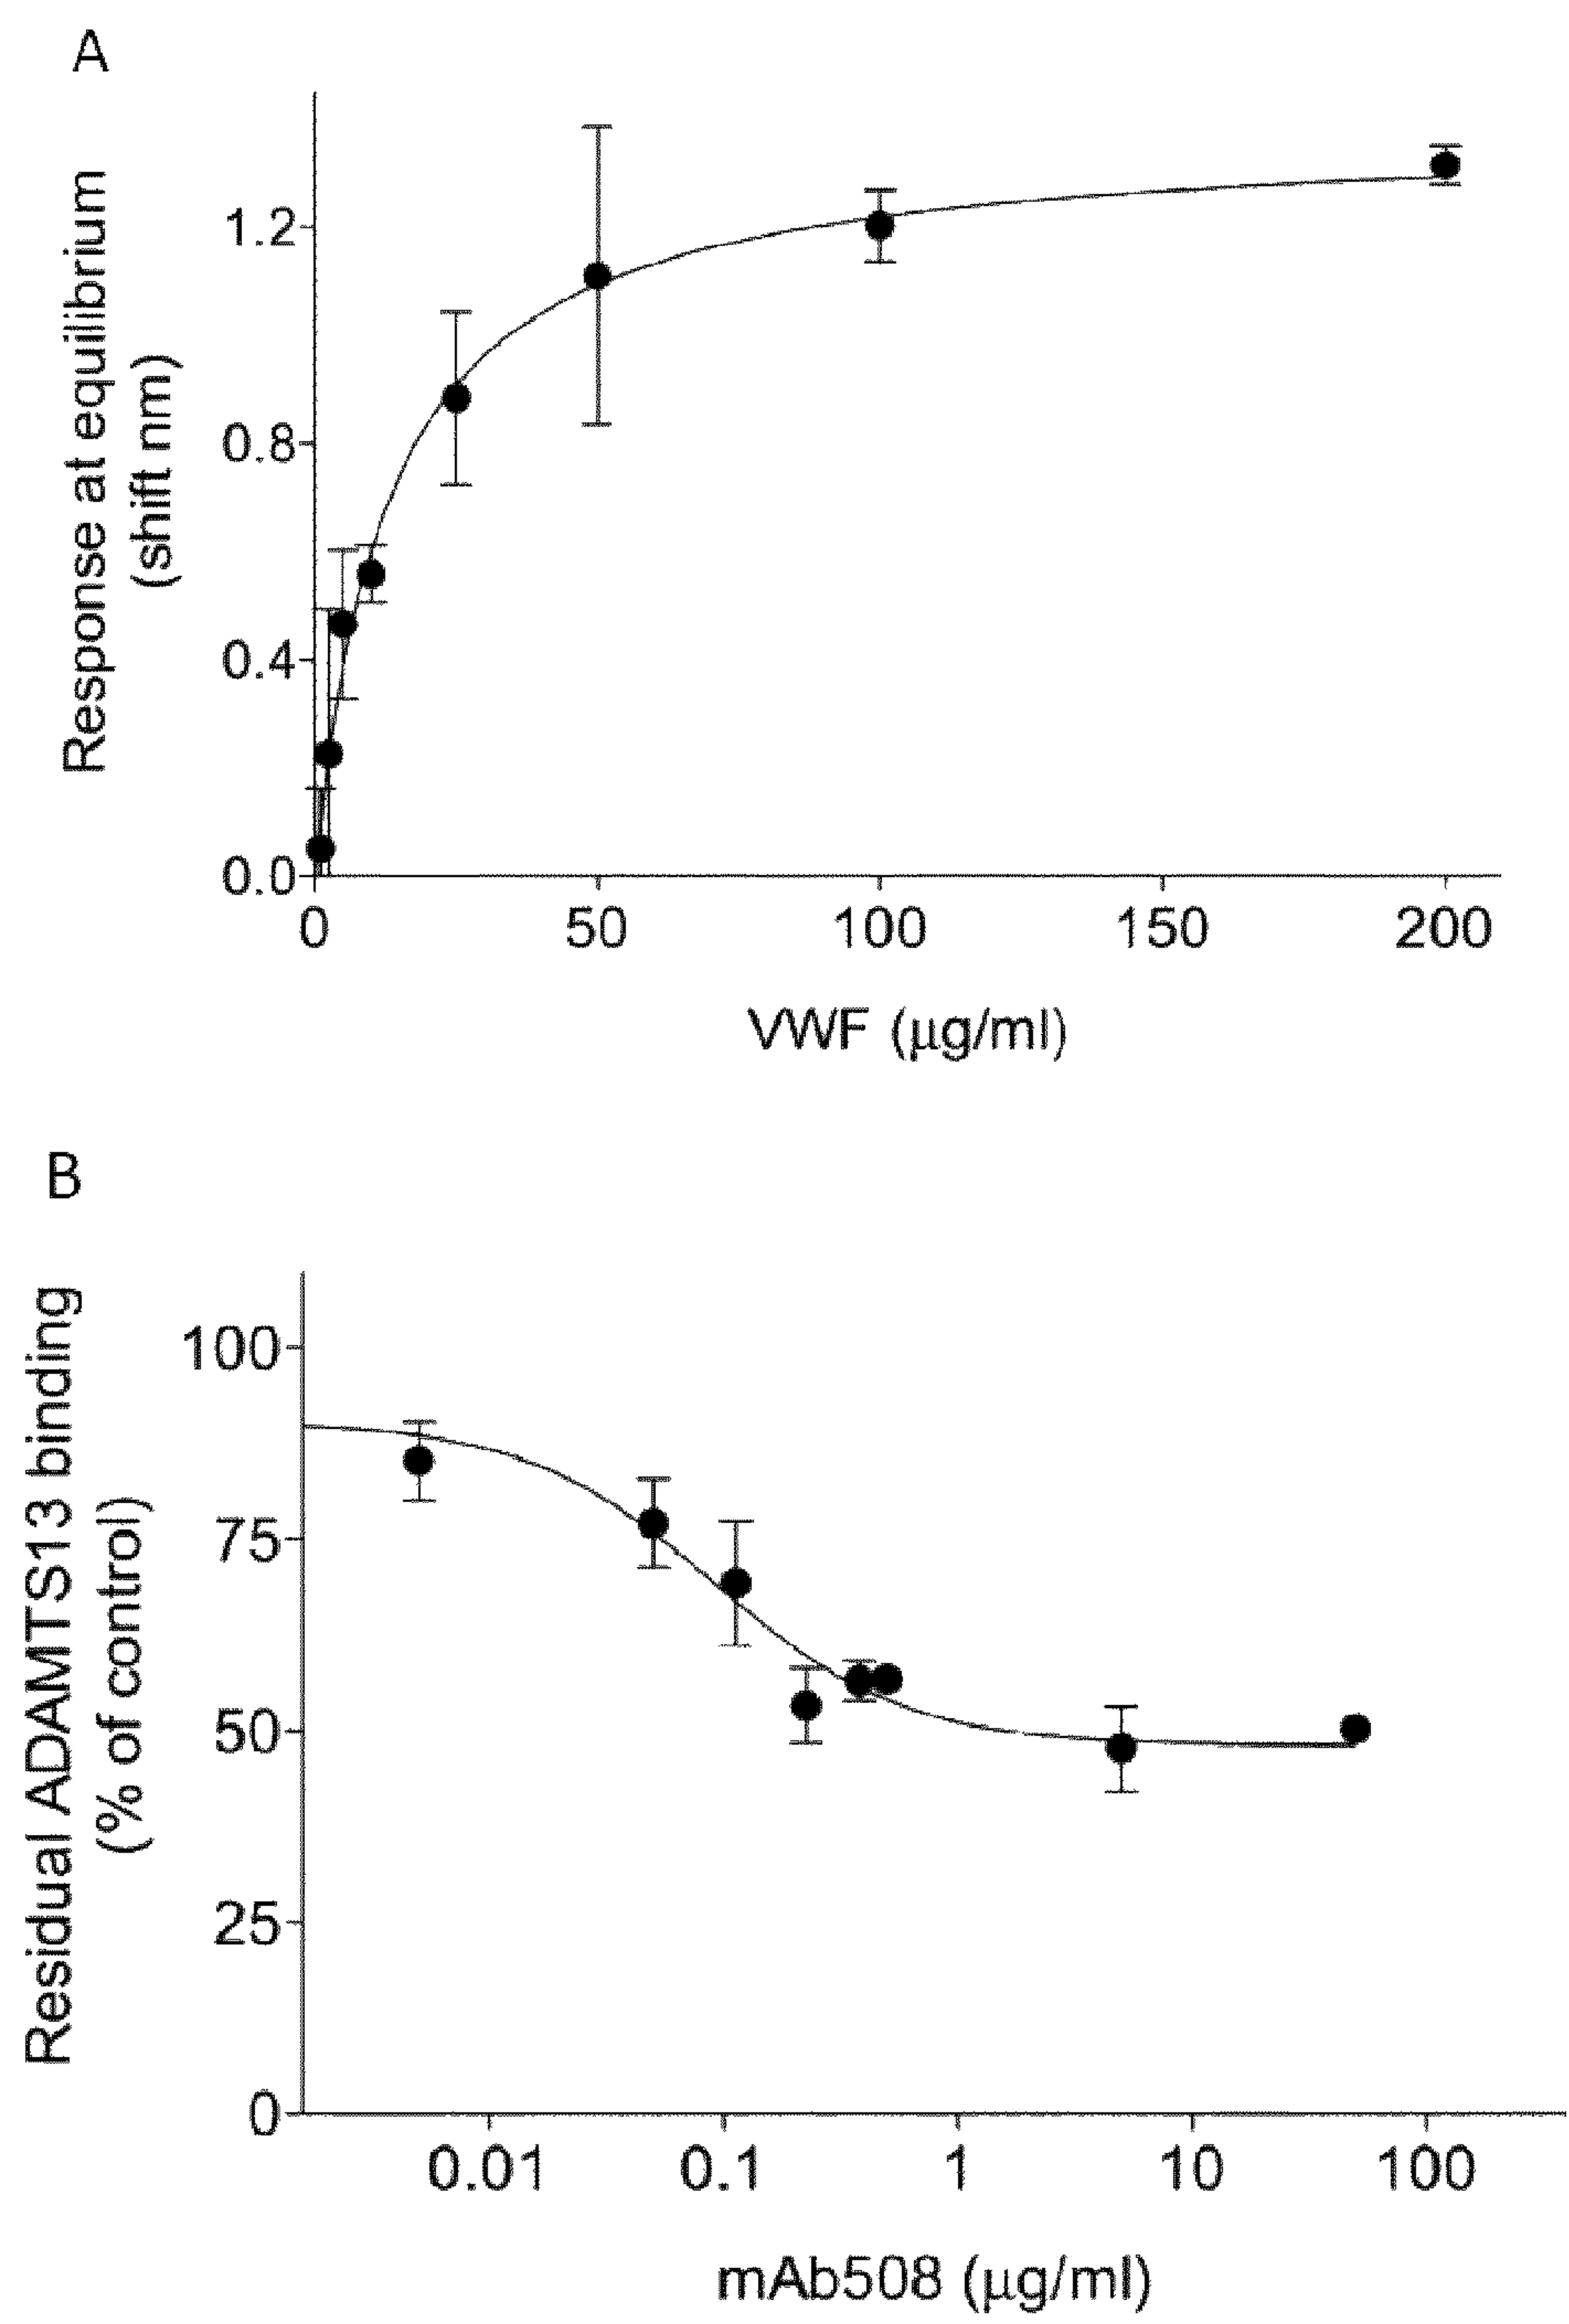 A
Response at equilibrium
(shift nm)
1.2
0.8
0.4
0.0
0 50 100 150 200
VWF (μg/ml)
B
Residual ADAMTS13 binding
(% of control)
100
75
50
25
0
0.01 0.1 1 10 100
mAb508 (μg/ml)